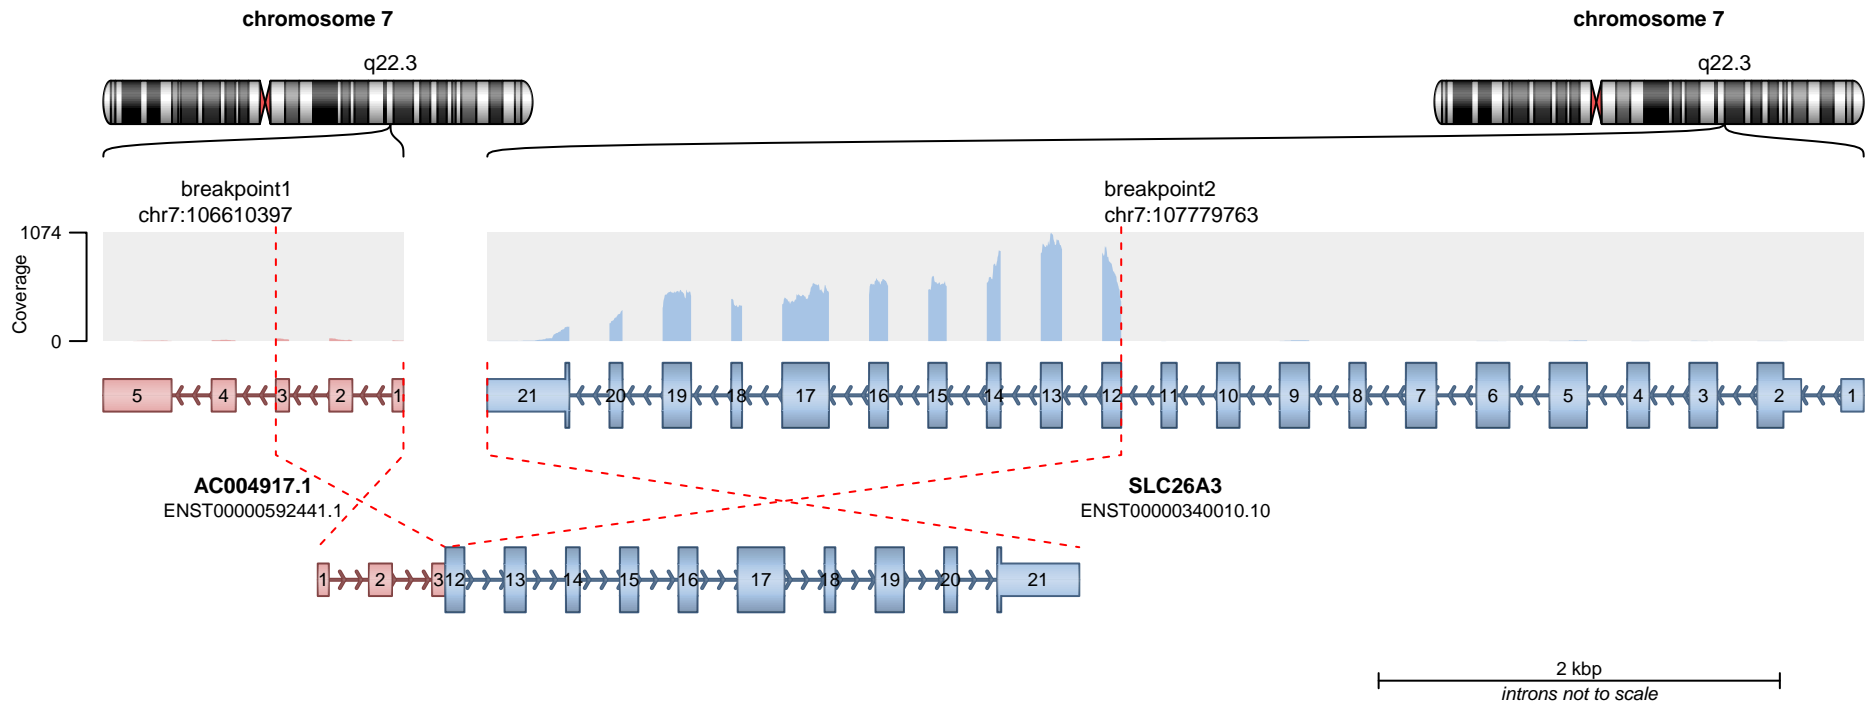 chromosome 7
chromosome 7
q22.3
q22.3
breakpoint1
chr7:106610397
breakpoint2
chr7:107779763
1074
Coverage
0
5 4 3 2 1
21 20 19 18 17 16 15 14 13 12 11 10 9 8 7 6 5 4 3 2 1
AC004917.1
ENST00000592441.1
SLC26A3
ENST00000340010.10
1 2 3 12 13 14 15 16 17 18 19 20 21
2 kbp
introns not to scale